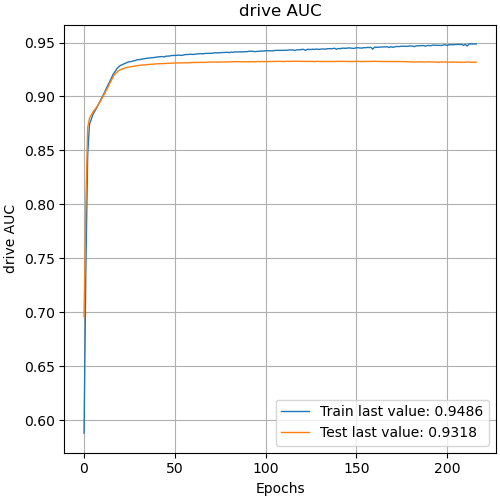 drive AUC
0.95
0.90
0.85
0.80
0.75
0.70
0.65
0.60
drive AUC
Train last value: 0.9486
Test last value: 0.9318
0 50 100 150 200
Epochs